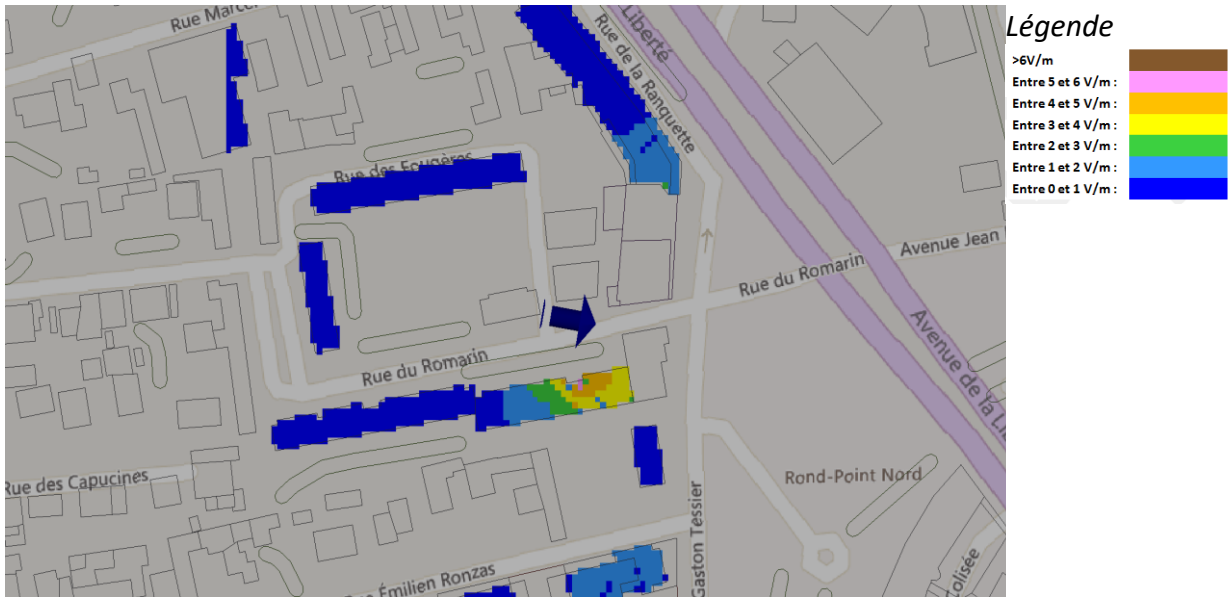 Rue Marcel
Rue de la Ranquette
Liberté
Légende
>6V/m
Entre 5 et 6 V/m :
Entre 4 et 5 V/m :
Entre 3 et 4 V/m :
Entre 2 et 3 V/m :
Entre 1 et 2 V/m :
Entre 0 et 1 V/m :
Rue des Fougères
Avenue Jean
Rue du Romarin
Rue du Romarin
Avenue de la Li
Rue des Capucines
Rond-Point Nord
Gaston Tessier
Émilien Ronzas
Colisée